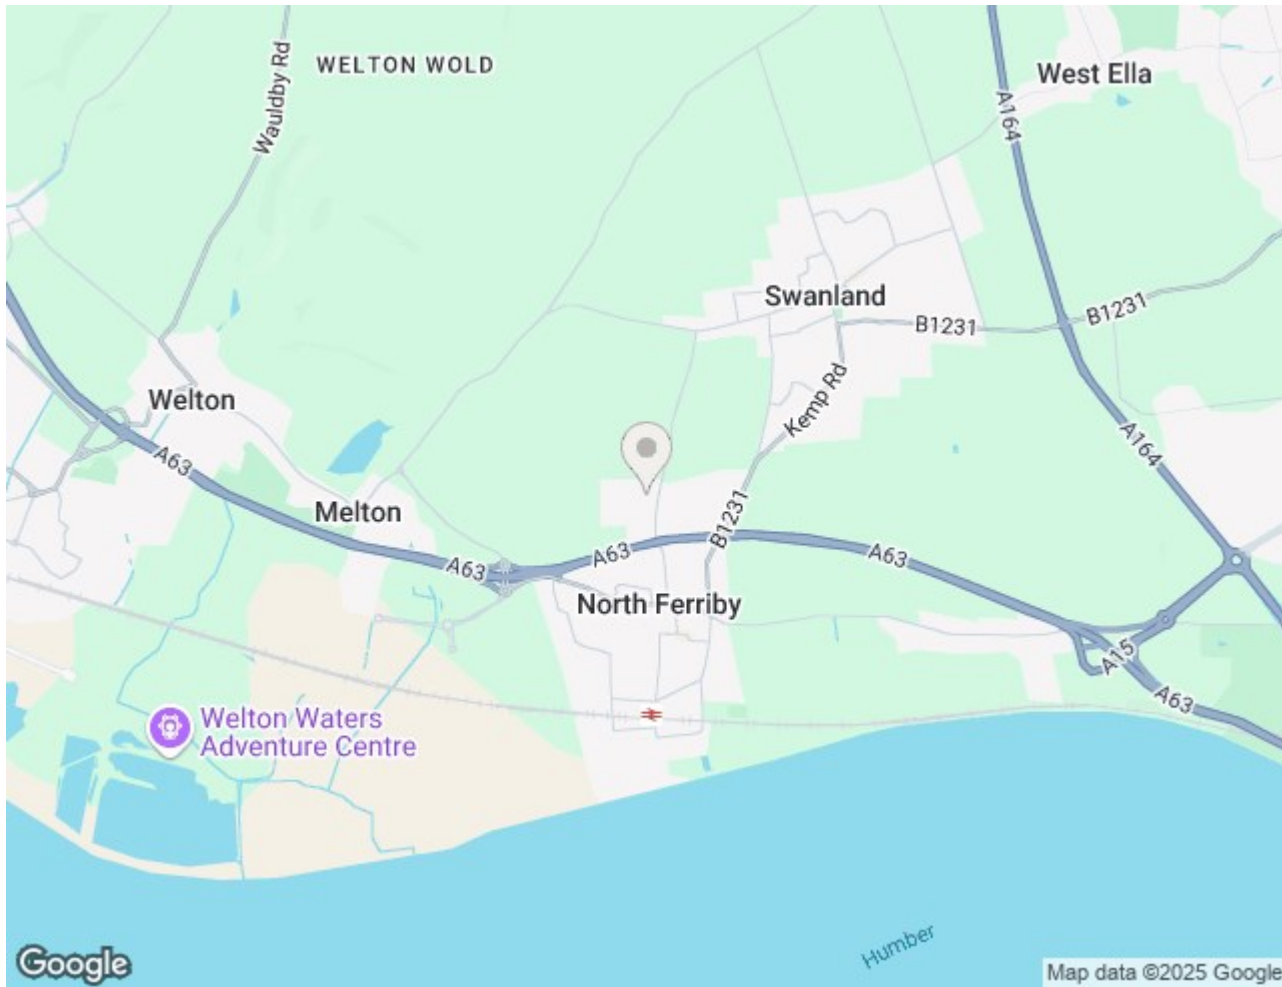 WELTON WOLD
West Ella
Wauldby Rd
A164
Swanland
B1231
B1231
Welton
Kemp Rd
A63
A164
Melton
B1231
A63
A63
A63
North Ferriby
A15
A63
Welton Waters
Adventure Centre
Humber
Google
Map data ©2025 Google